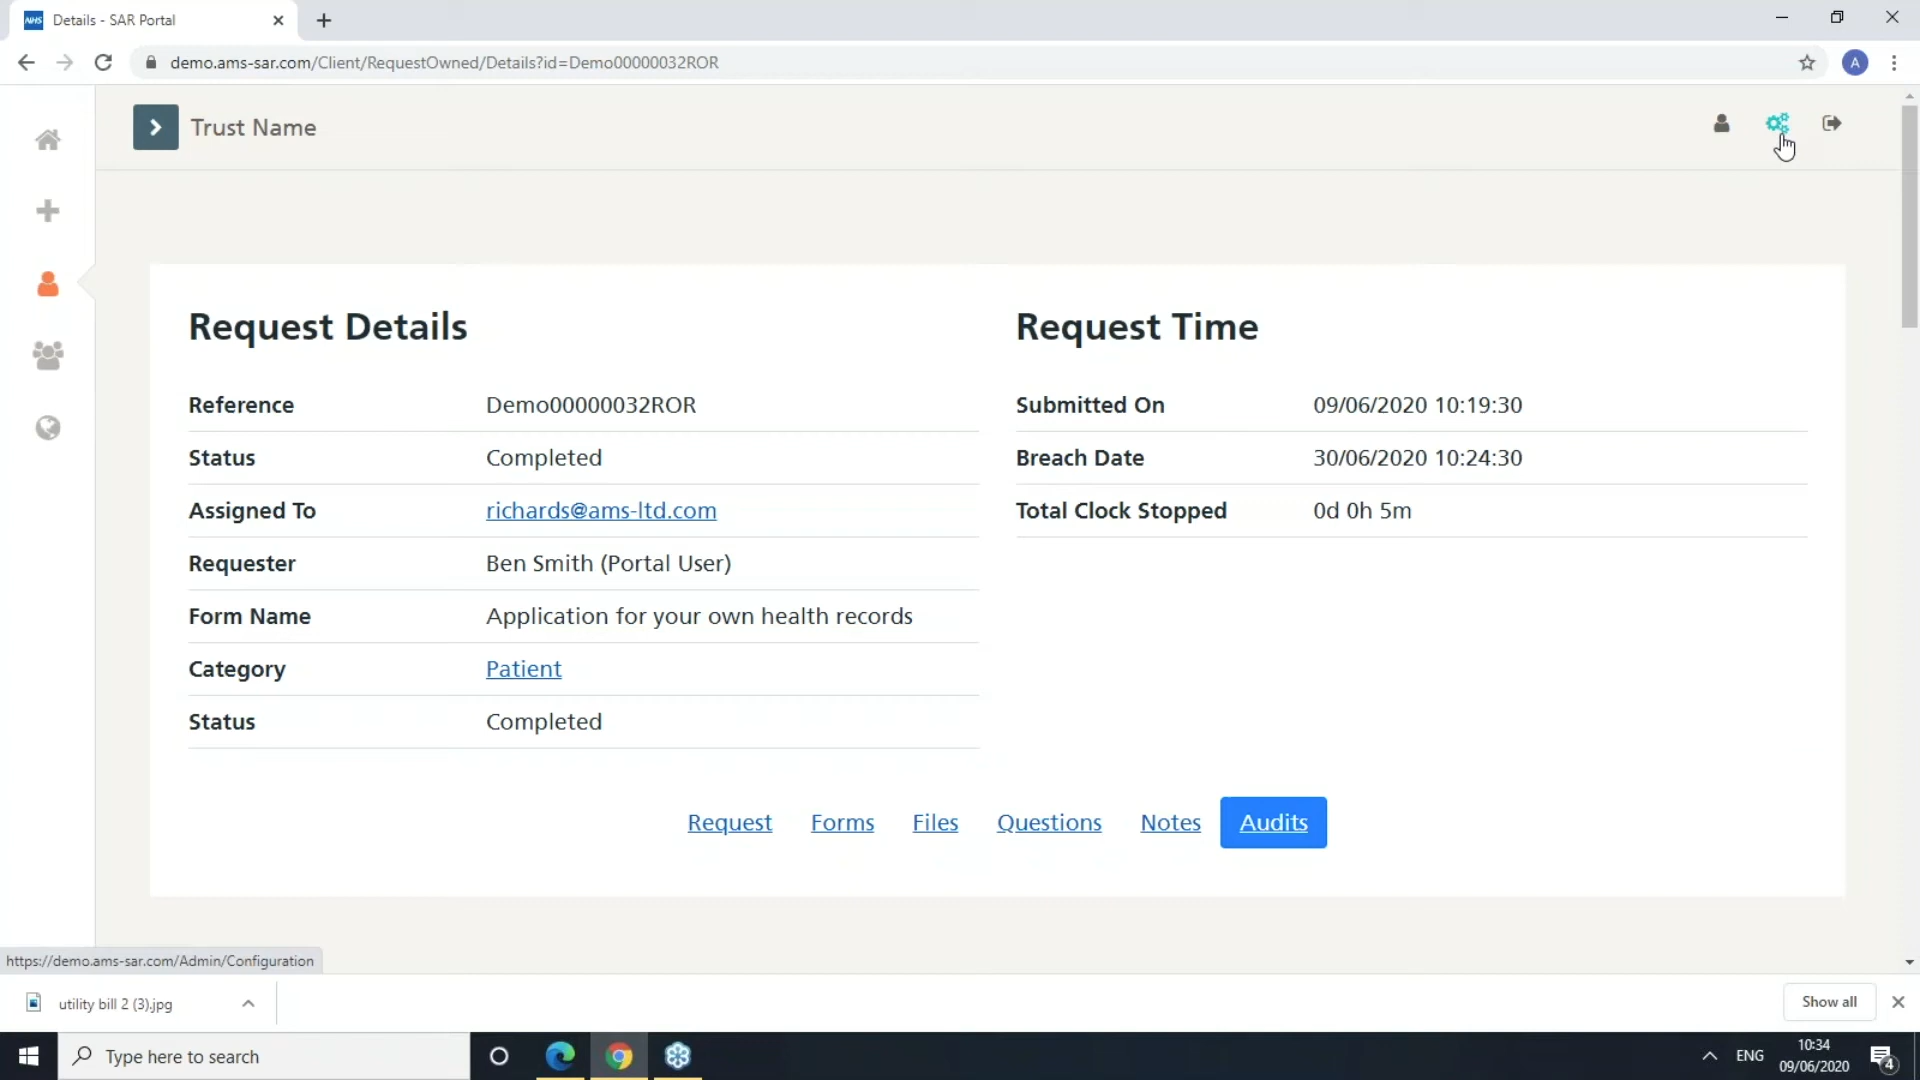 NHS Details - SAR Portal
demo.ams-sar.com/Client/RequestOwned/Details?id=Demo00000032ROR
A
Trust Name
Request Details
Reference Demo00000032ROR
Status Completed
Assigned To richards@ams-ltd.com
Requester Ben Smith (Portal User)
Form Name Application for your own health records
Category Patient
Status Completed
Request Time
Submitted On 09/06/2020 10:19:30
Breach Date 30/06/2020 10:24:30
Total Clock Stopped 0d 0h 5m
Request Forms Files Questions Notes Audits
https://demo.ams-sar.com/Admin/Configuration
utility bill 2 (3).jpg
Show all
Type here to search
ENG
10:34
09/06/2020
4